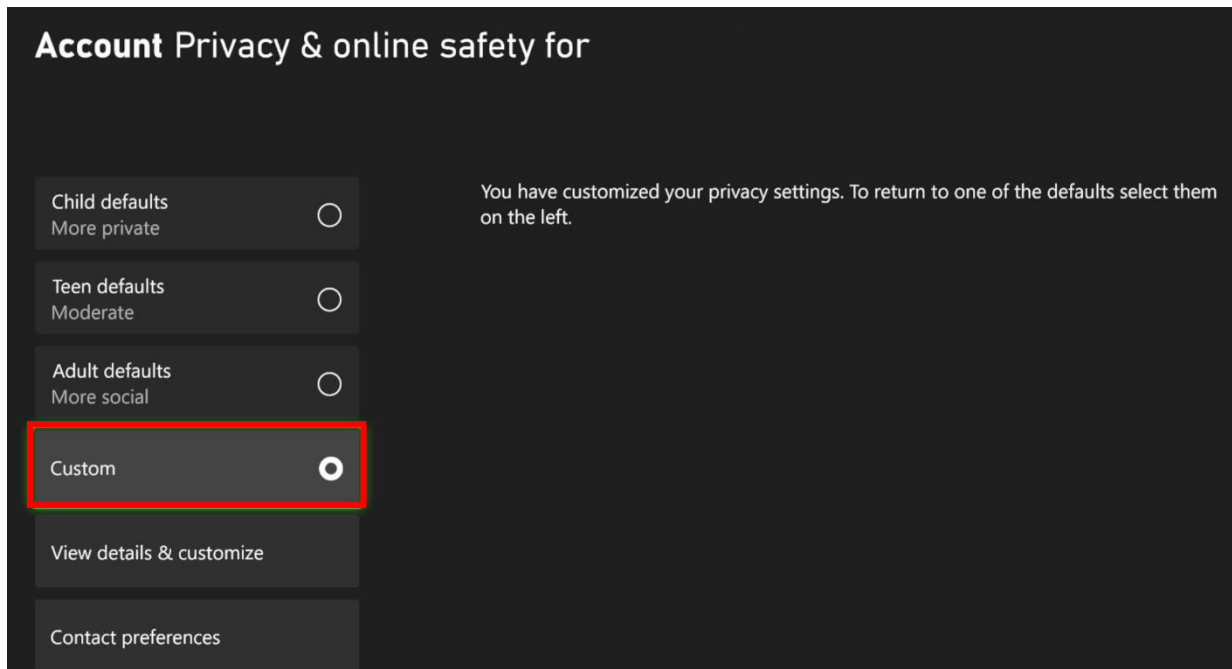 Account Privacy & online safety for
Child defaults
More private
You have customized your privacy settings. To return to one of the defaults select them
on the left.
Teen defaults
Moderate
Adult defaults
More social
Custom
View details & customize
Contact preferences